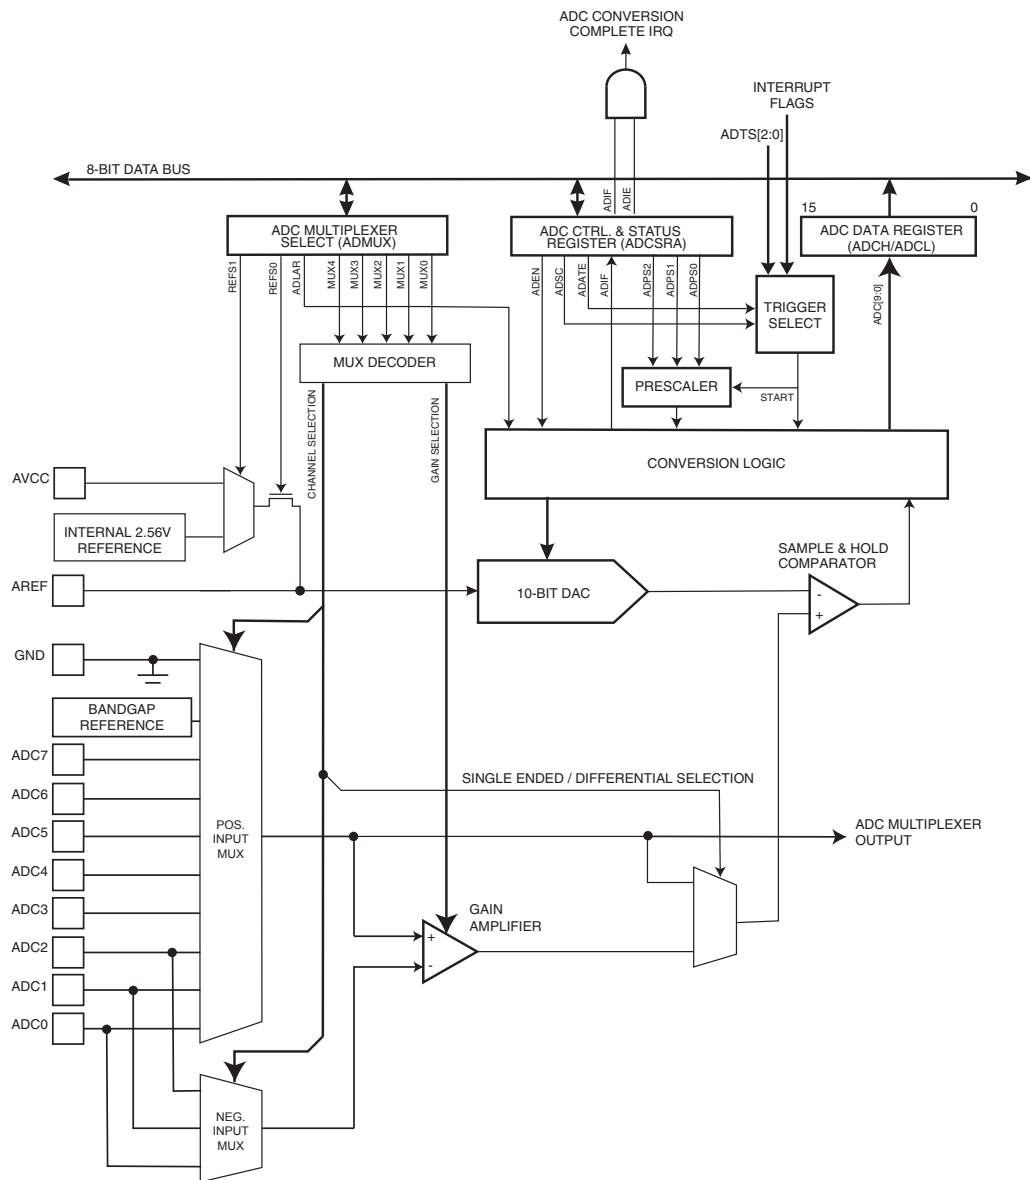 ADC CONVERSION
COMPLETE IRQ
INTERRUPT
FLAGS
ADTS[2:0]
8-BIT DATA BUS
ADIF
ADIE
15
0
ADC MULTIPLEXER
SELECT (ADMUX)
ADC CTRL. & STATUS
REGISTER (ADCSRA)
ADC DATA REGISTER
(ADCH/ADCL)
REFS1
REFS0
ADLAR
MUX4
MUX3
MUX2
MUX1
MUX0
ADEN
ADSC
ADATE
ADIF
ADPS2
ADPS1
ADPS0
ADC[9:0]
TRIGGER
SELECT
MUX DECODER
PRESCALER
START
CHANNEL SELECTION
GAIN SELECTION
CONVERSION LOGIC
AVCC
INTERNAL 2.56V
REFERENCE
SAMPLE & HOLD
COMPARATOR
AREF
10-BIT DAC
-
+
GND
BANDGAP
REFERENCE
ADC7
SINGLE ENDED / DIFFERENTIAL SELECTION
ADC6
ADC5
POS.
INPUT
MUX
ADC MULTIPLEXER
OUTPUT
ADC4
ADC3
GAIN
AMPLIFIER
+
-
ADC2
ADC1
ADC0
NEG.
INPUT
MUX